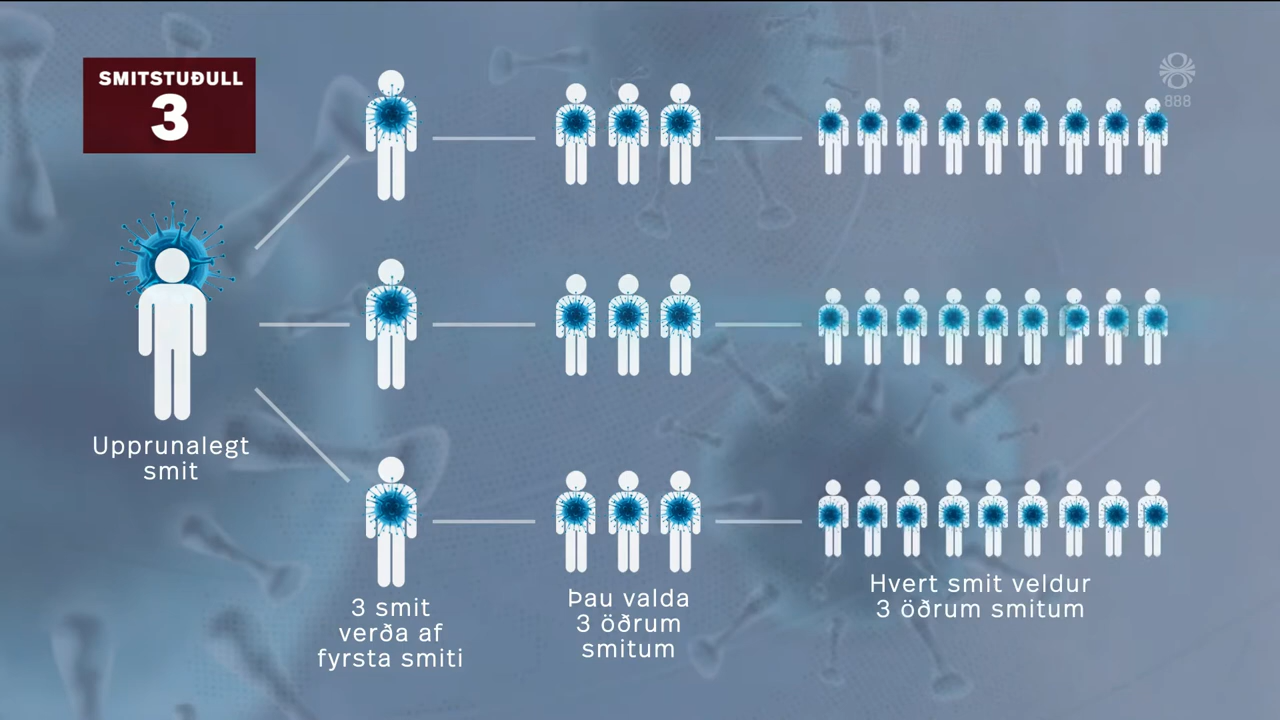 SMITSTUÐULL
3
888
Upprunalegt
smit
3 smit
verða af
fyrsta smiti
Þau valda
3 öðrum
smitum
Hvert smit veldur
3 öðrum smitum